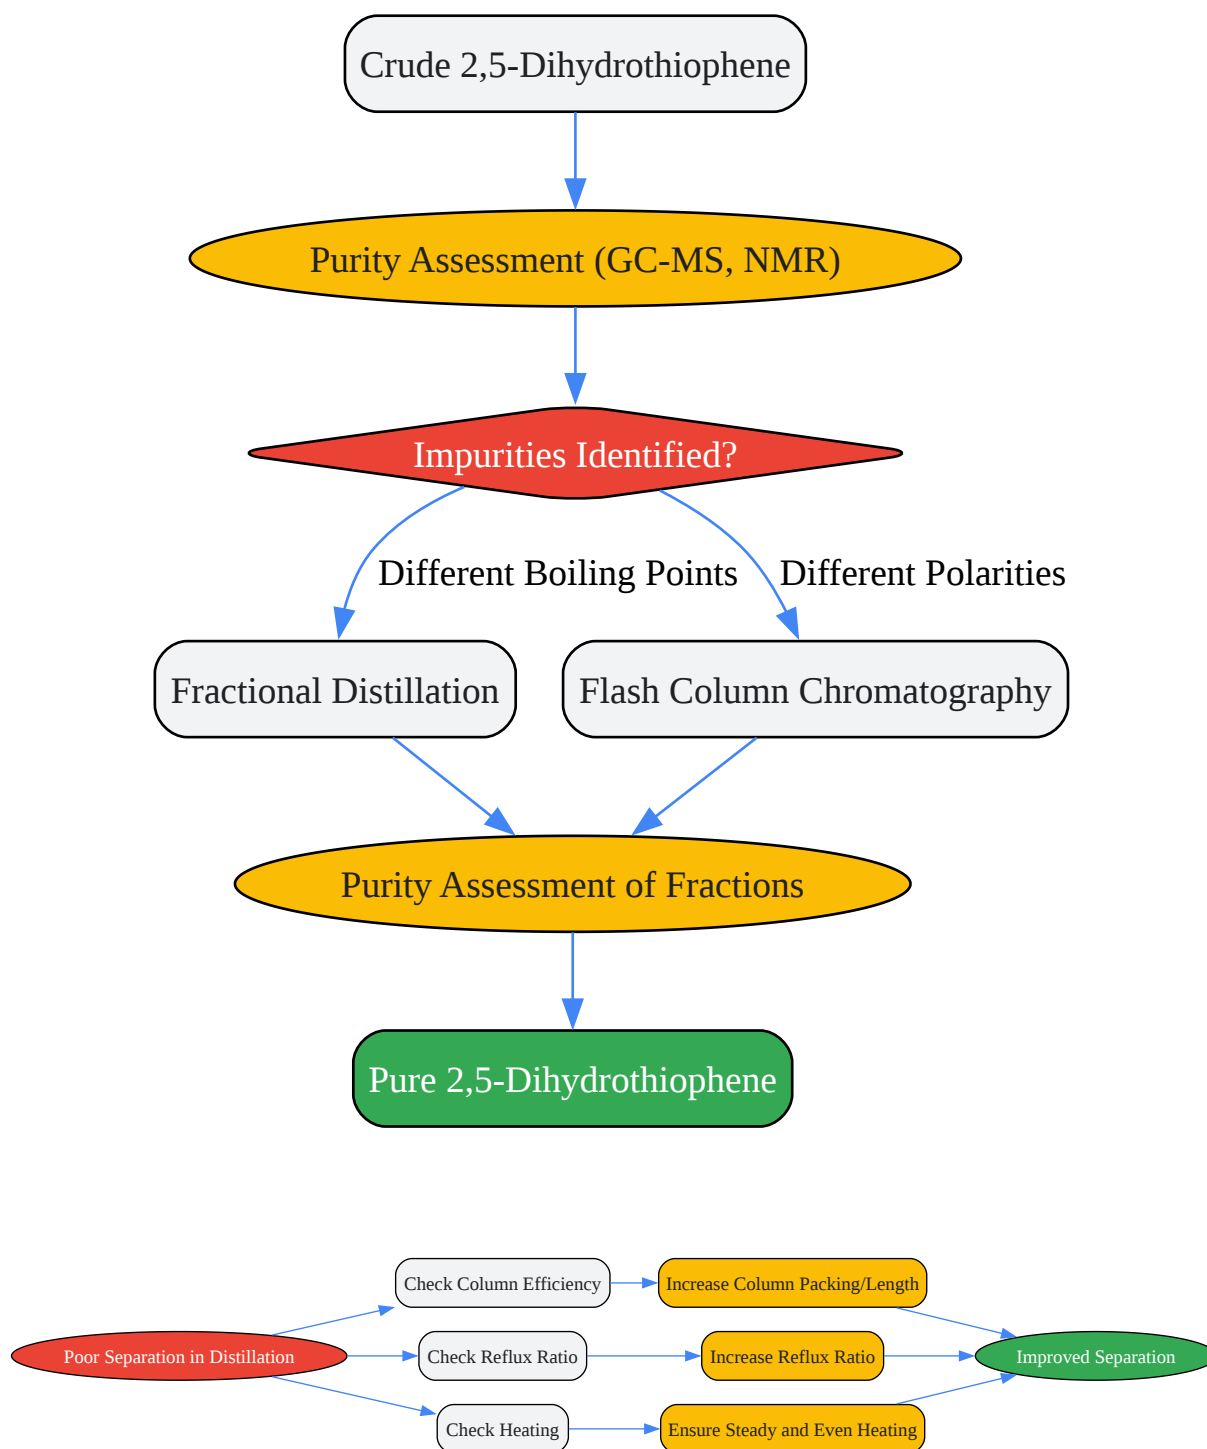 Crude 2,5-Dihydrothiophene
Purity Assessment (GC-MS, NMR)
Impurities Identified?
Different Boiling Points
Different Polarities
Fractional Distillation
Flash Column Chromatography
Purity Assessment of Fractions
Pure 2,5-Dihydrothiophene
Check Column Efficiency
Increase Column Packing/Length
Poor Separation in Distillation
Check Reflux Ratio
Increase Reflux Ratio
Improved Separation
Check Heating
Ensure Steady and Even Heating